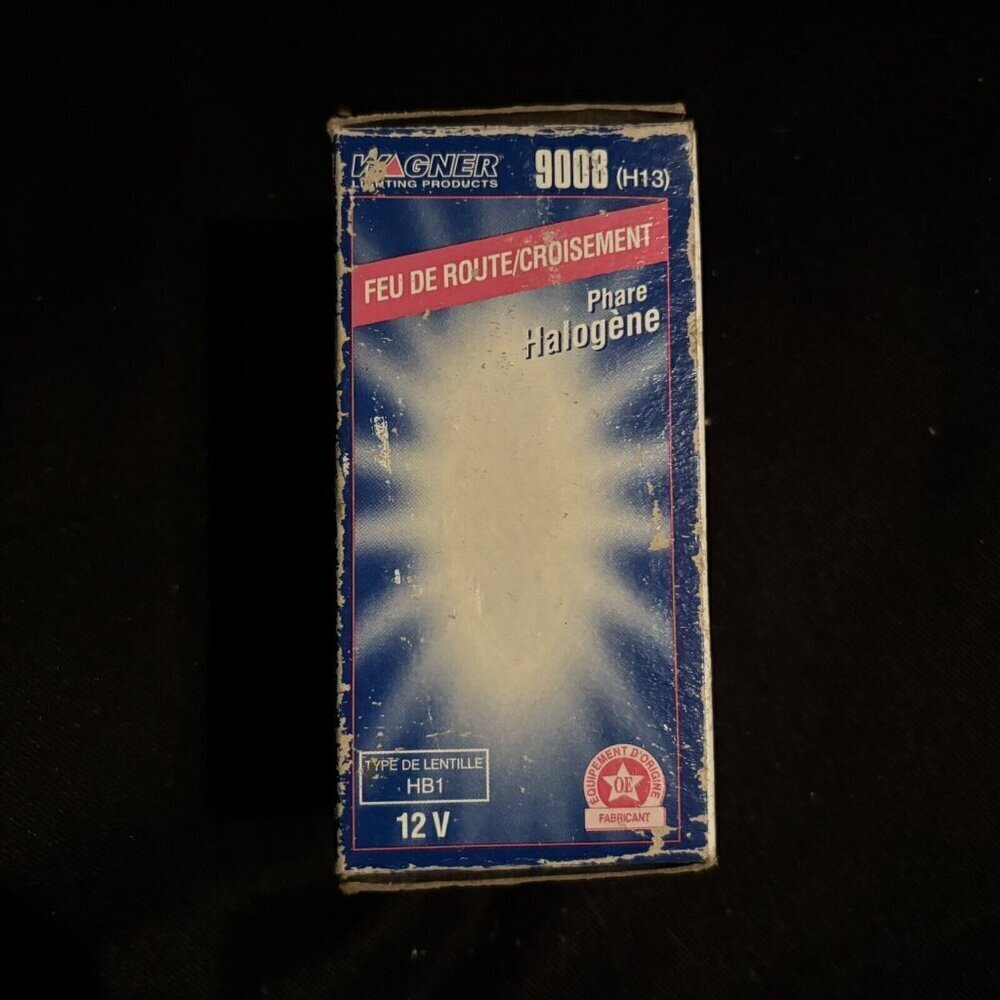 WAGNER®
LIGHTING PRODUCTS
9008 (H13)
FEU DE ROUTE/CROISEMENT
Phare
Halogène
TYPE DE LENTILLE
HB1
12 V
EQUIPEMENT D'ORIGINE
OE
FABRICANT